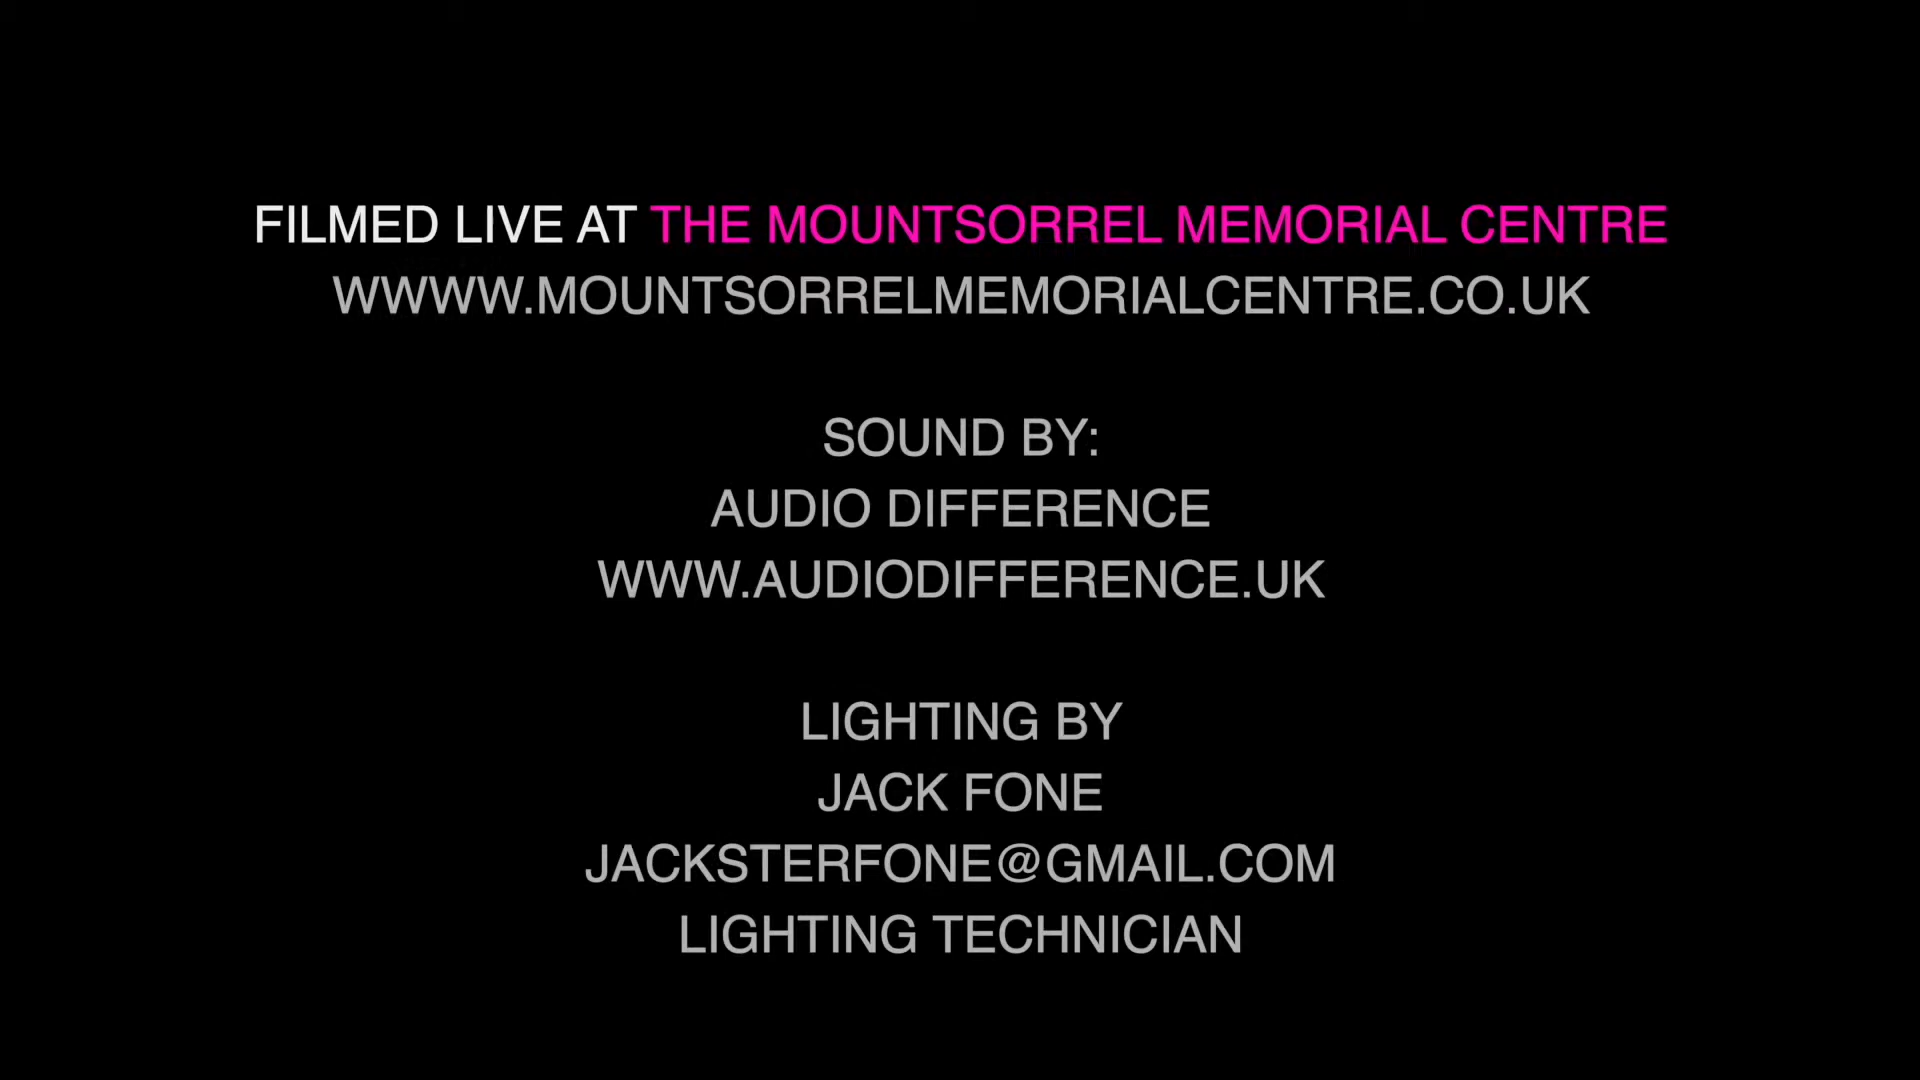 FILMED LIVE AT THE MOUNTSORREL MEMORIAL CENTRE
WWWW.MOUNTSORRELMEMORIALCENTRE.CO.UK
SOUND BY:
AUDIO DIFFERENCE
WWW.AUDIODIFFERENCE.UK
LIGHTING BY
JACK FONE
JACKSTERFONE@GMAIL.COM
LIGHTING TECHNICIAN